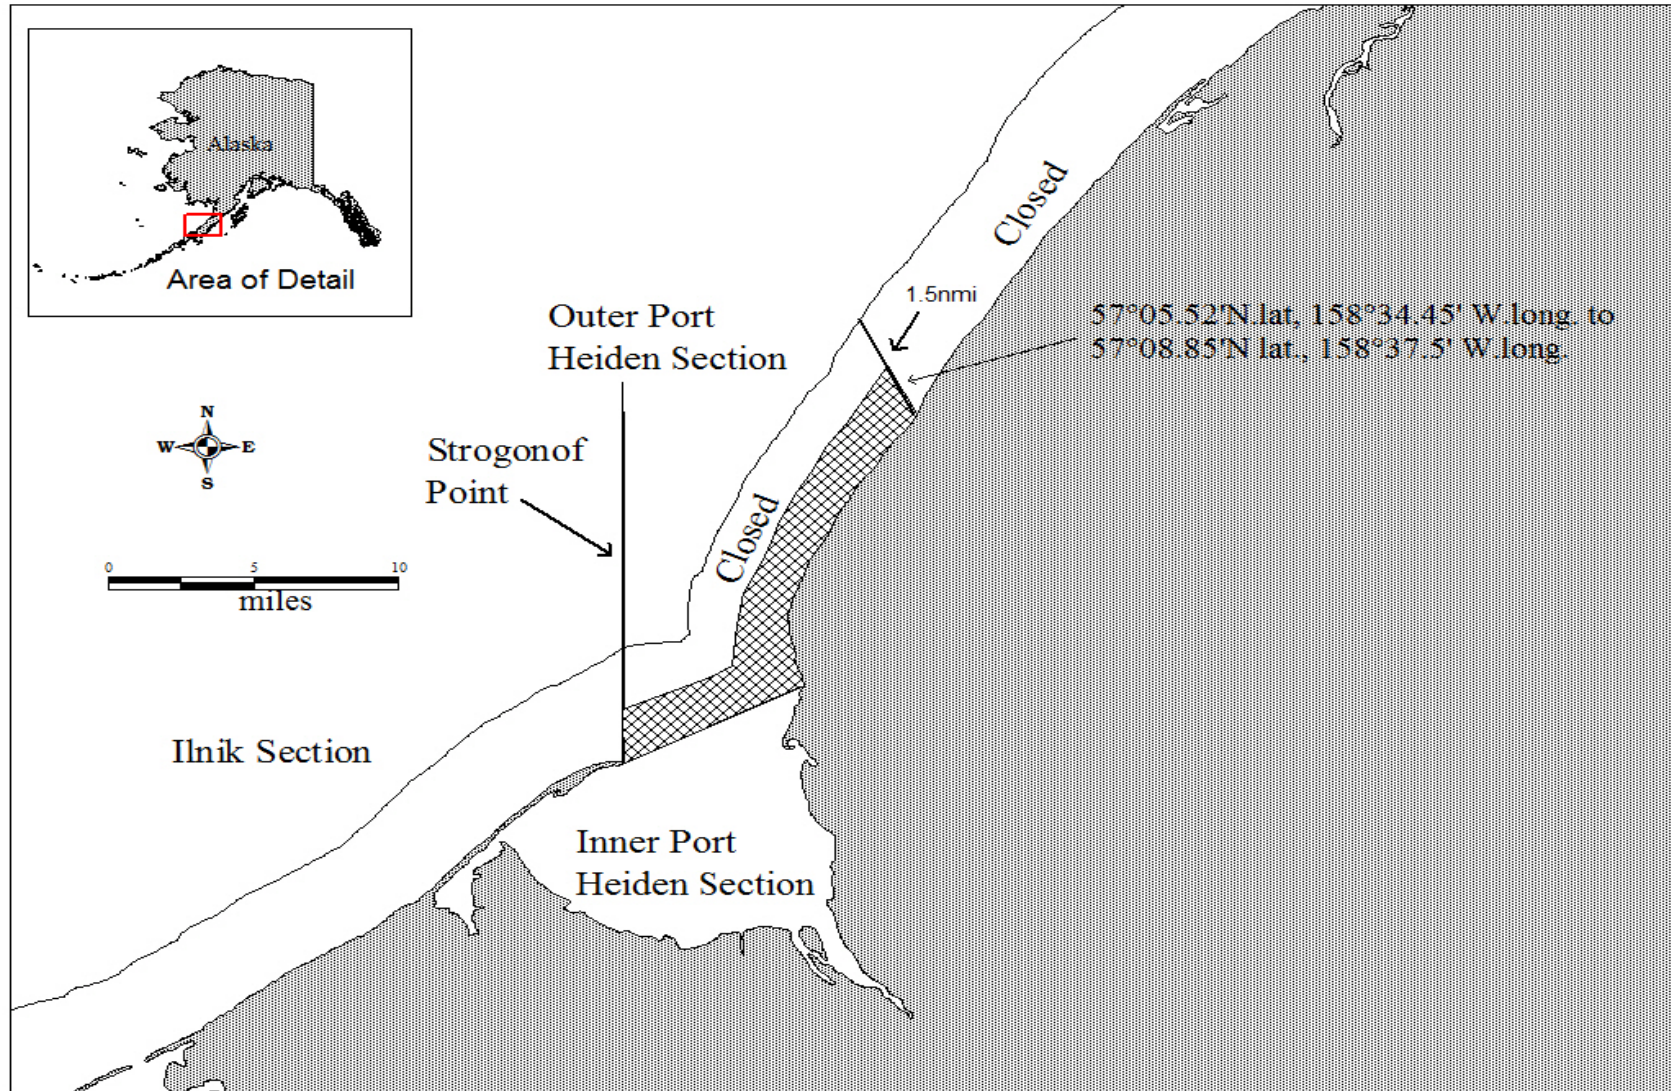 Alaska
Area of Detail
Closed
1.5nmi
57°05.52'N.lat, 158°34.45' W.long. to
57°08.85'N lat., 158°37.5' W.long.
Outer Port
Heiden Section
N
W
E
S
Strogonof
Point
Closed
0
5
10
miles
Ilnik Section
Inner Port
Heiden Section